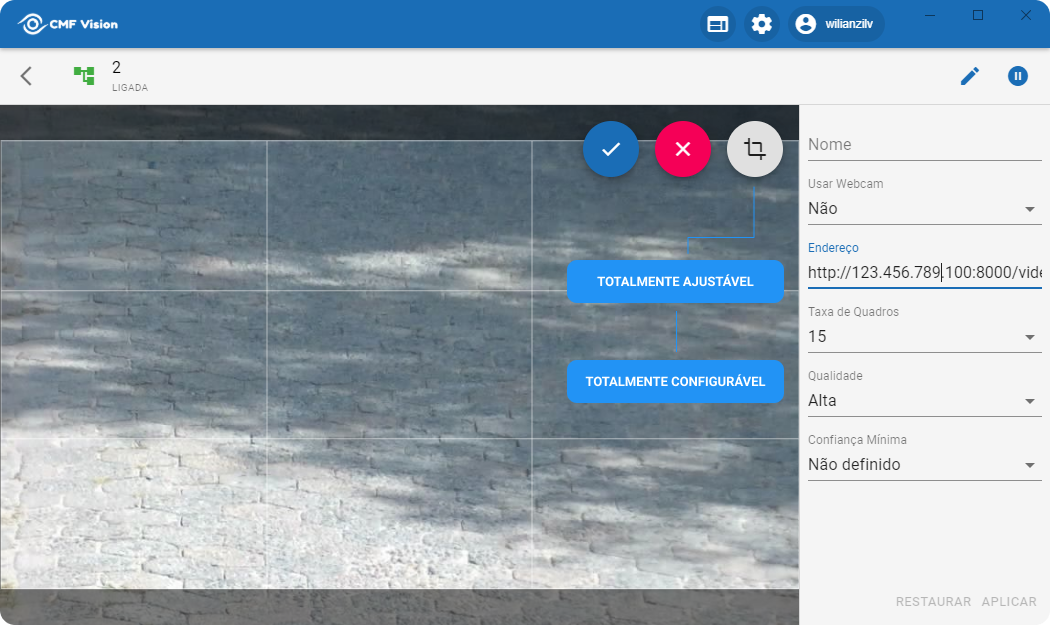 CMF Vision
wilianzilv
2
LIGADA
TOTALMENTE AJUSTÁVEL
TOTALMENTE CONFIGURÁVEL
Nome
Usar Webcam
Não
Endereço
http://123.456.789.100:8000/vide
Taxa de Quadros
15
Qualidade
Alta
Confiança Mínima
Não definido
RESTAURAR APLICAR